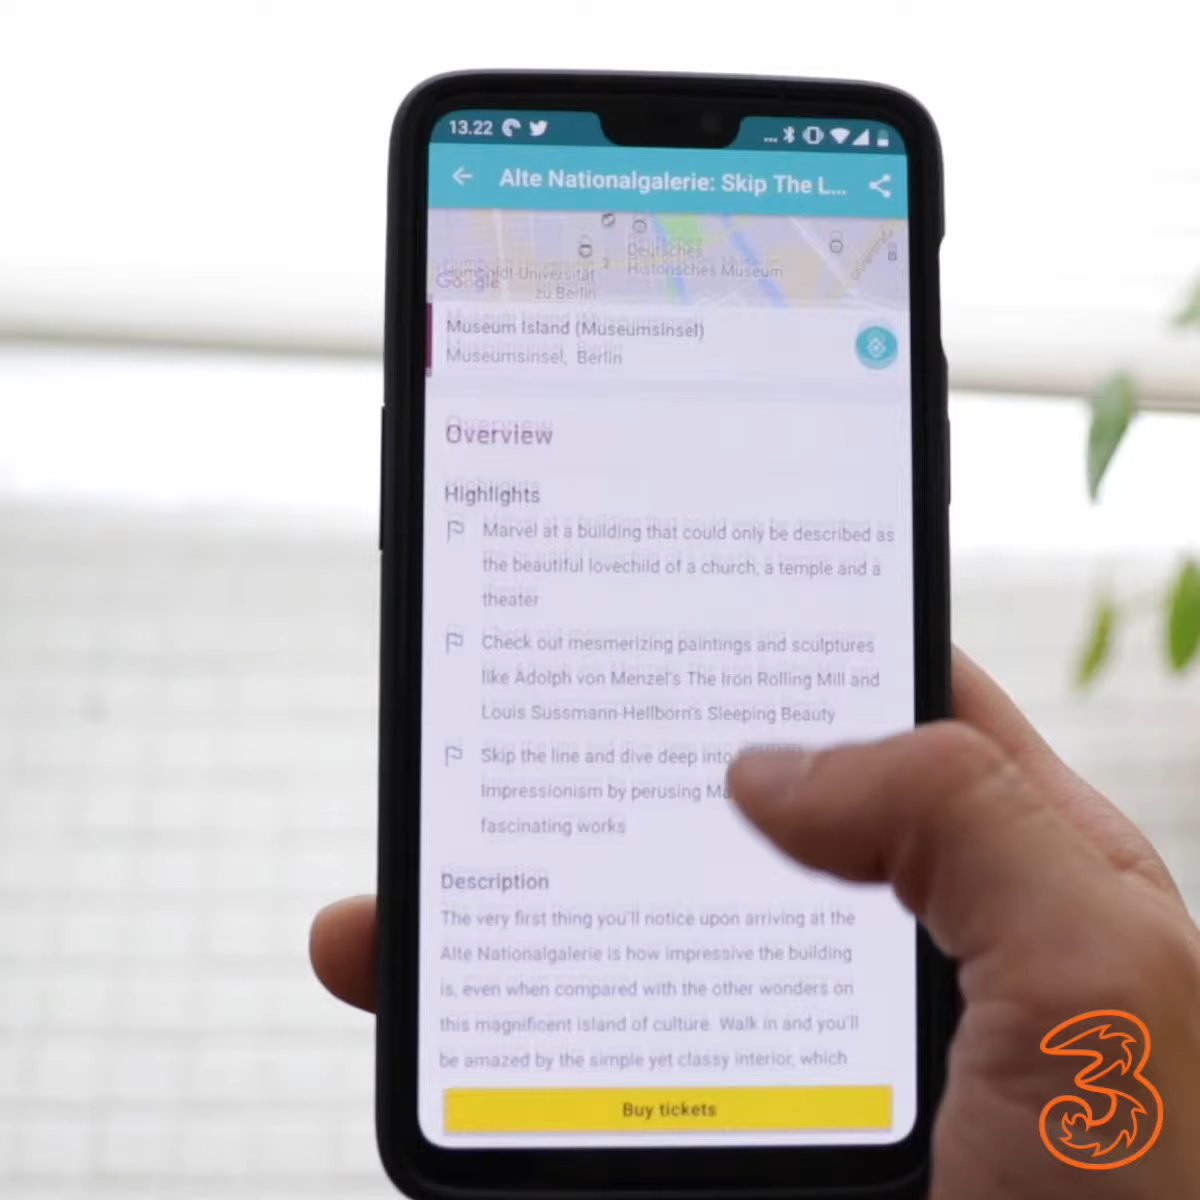 13.22
Alte Nationalgalerie: Skip The L...
Deutsches
Historisches Museum
Humboldt-Universität
zu Berlin
Google
Museum Island (Museumsinsel)
Museumsinsel, Berlin
Overview
Highlights
Marvel at a building that could only be described as
the beautiful lovechild of a church, a temple and a
theater
Check out mesmerizing paintings and sculptures
like Adolph von Menzel's The Iron Rolling Mill and
Louis Sussmann-Hellborn's Sleeping Beauty
Skip the line and dive deep into German
Impressionism by perusing
fascinating works
Description
The very first thing you'll notice upon arriving at the
Alte Nationalgalerie is how impressive the building
is, even when compared with the other wonders on
this magnificent island of culture. Walk in and you'll
be amazed by the simple yet classy interior, which
Buy tickets
3